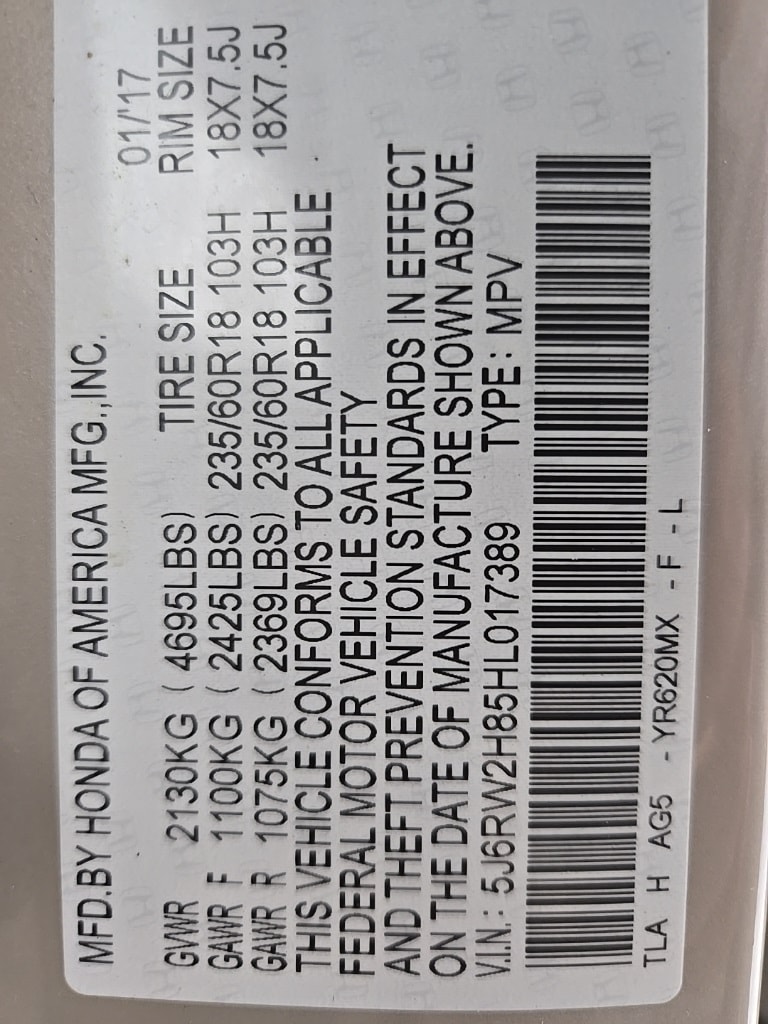 MFD.BY HONDA OF AMERICA MFG.,INC.
01/'17
GVWR 2130KG ( 4695LBS) TIRE SIZE RIM SIZE
GAWR F 1100KG ( 2425LBS) 235/60R18 103H 18X7.5J
GAWR R 1075KG ( 2369LBS) 235/60R18 103H 18X7.5J
THIS VEHICLE CONFORMS TO ALL APPLICABLE
FEDERAL MOTOR VEHICLE SAFETY
AND THEFT PREVENTION STANDARDS IN EFFECT
ON THE DATE OF MANUFACTURE SHOWN ABOVE.
V.I.N.: 5J6RW2H85HL017389 TYPE: MPV
TLA H AG5 - YR620MX - F - L